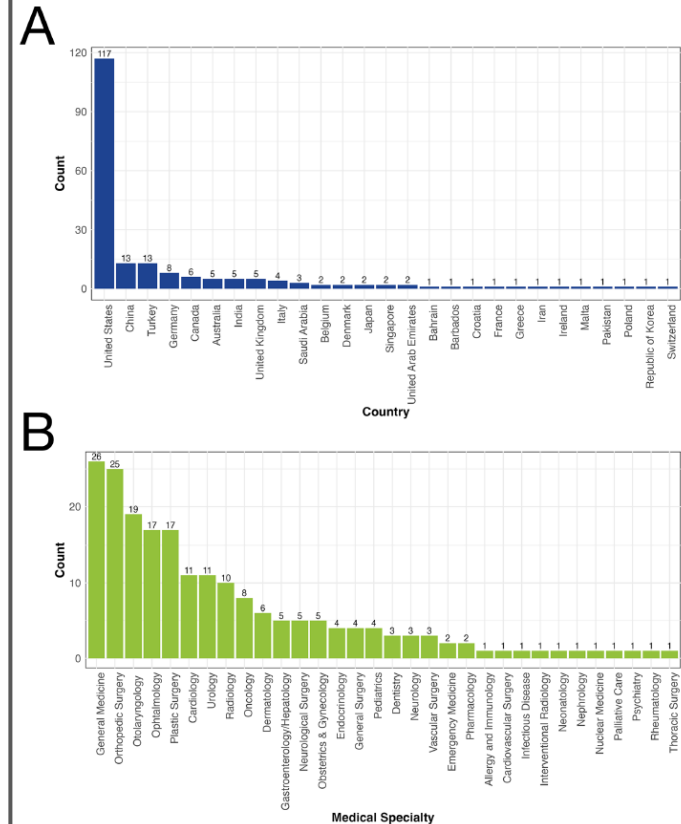 A
120
117
90
60
30
0
Count
13
13
8
6
5
5
5
4
3
2
2
2
2
2
1
1
1
1
1
1
1
1
1
1
1
1
United States
China
Turkey
Germany
Canada
Australia
India
United Kingdom
Italy
Saudi Arabia
Belgium
Denmark
Japan
Singapore
United Arab Emirates
Bahrain
Barbados
Croatia
France
Greece
Iran
Ireland
Malta
Pakistan
Poland
Republic of Korea
Switzerland
Country
B
20
10
0
Count
26
25
19
17
17
11
11
10
8
6
5
5
5
4
4
4
3
3
3
2
2
1
1
1
1
1
1
1
1
1
1
1
General Medicine
Orthopedic Surgery
Otolaryngology
Ophtalmology
Plastic Surgery
Cardiology
Urology
Radiology
Oncology
Dermatology
Gastroenterology/Hepatology
Neurological Surgery
Obstetrics & Gynecology
Endocrinology
General Surgery
Pediatrics
Dentistry
Neurology
Vascular Surgery
Emergency Medicine
Pharmacology
Allergy and Immunology
Cardiovascular Surgery
Infectious Disease
Interventional Radiology
Neonatology
Nephrology
Nuclear Medicine
Palliative Care
Psychiatry
Rheumatology
Thoracic Surgery
Medical Specialty